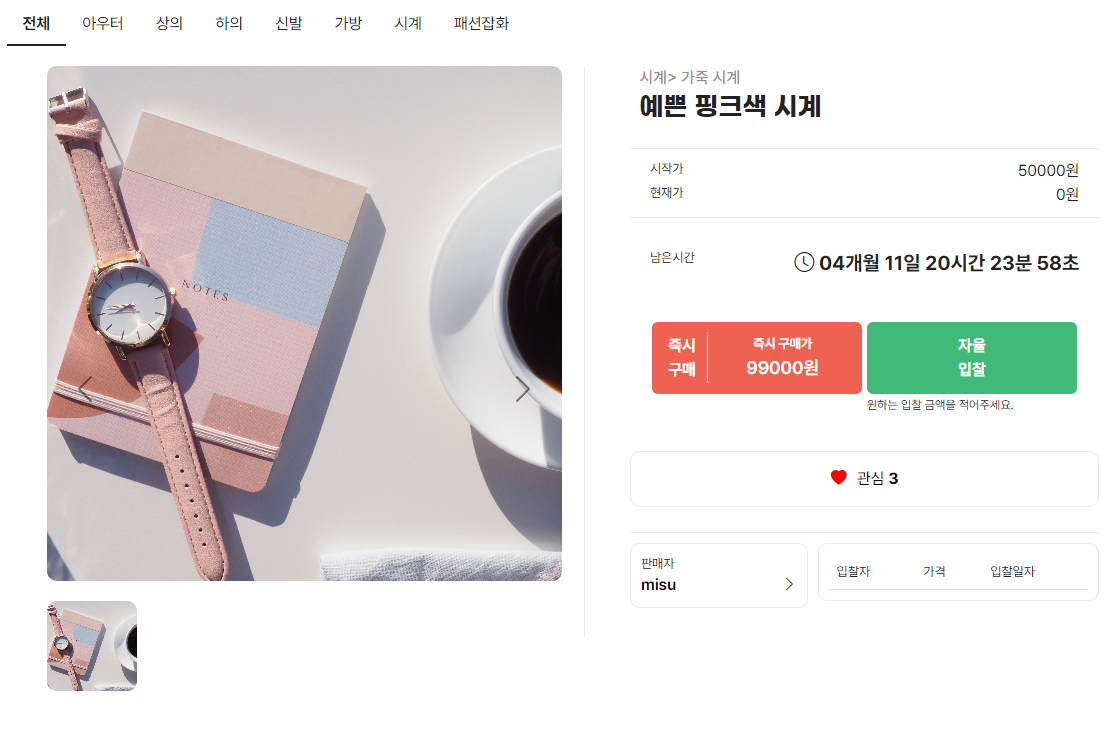 전체 아우터 상의 하의 신발 가방 시계 패션잡화
NOTES
시계> 가죽 시계
예쁜 핑크색 시계
시작가 50000원
현재가 0원
남은시간 04개월 11일 20시간 23분 58초
즉시 구매
즉시 구매가
99000원
자율
입찰
원하는 입찰 금액을 적어주세요.
관심 3
판매자
misu
입찰자 가격 입찰일자